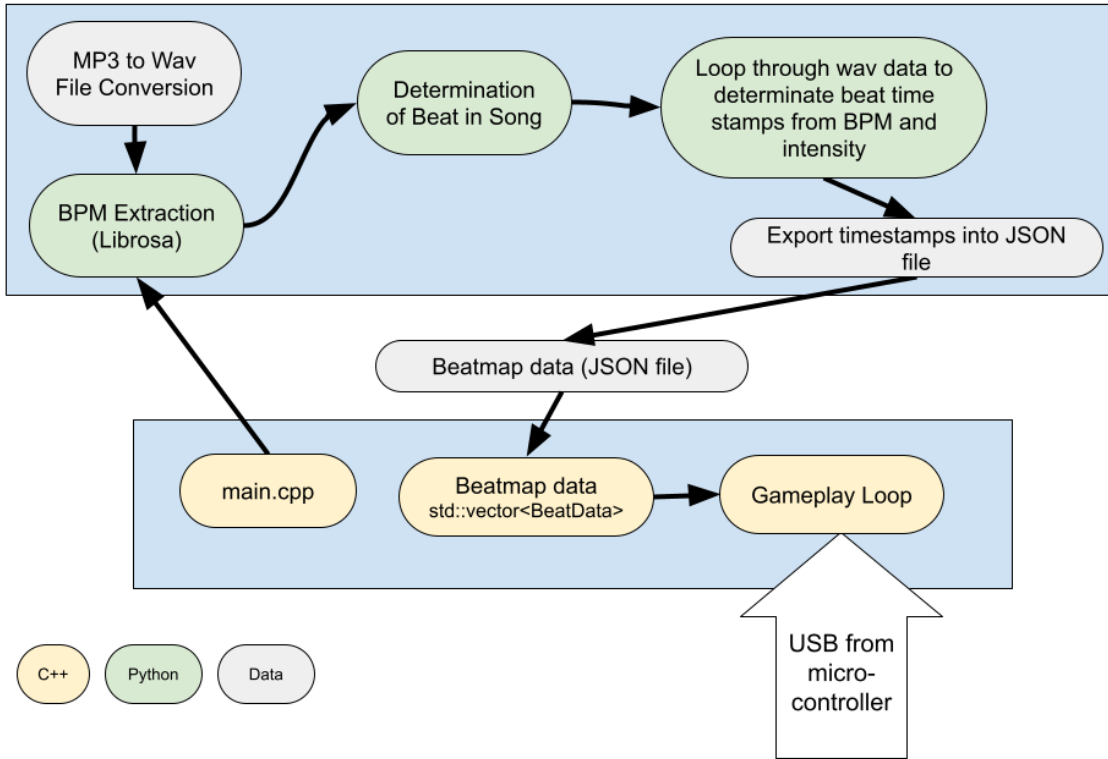 MP3 to Wav
File Conversion
Determination
of Beat in Song
Loop through wav data to
determinate beat time
stamps from BPM and
intensity
BPM Extraction
(Librosa)
Export timestamps into JSON
file
Beatmap data (JSON file)
main.cpp
Beatmap data
std::vector<BeatData>
Gameplay Loop
USB from
micro-
controller
C++
Python
Data